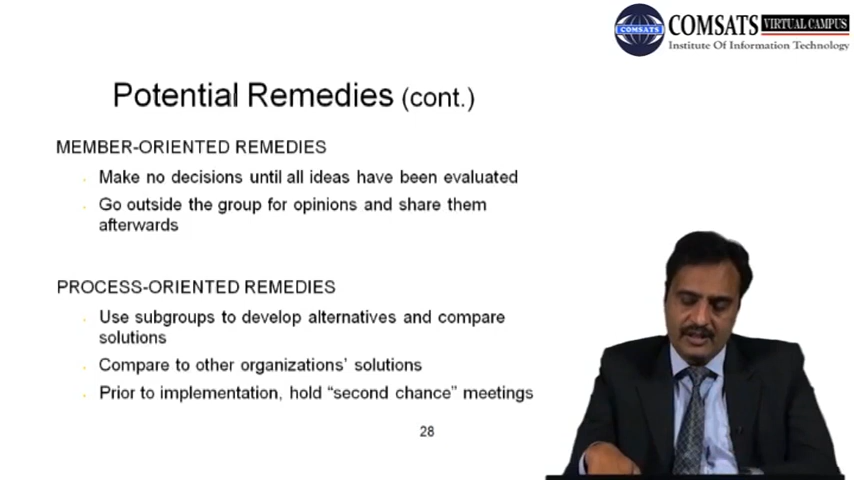 COMSATS
COMSATS VIRTUAL CAMPUS
Institute Of Information Technology
Potential Remedies (cont.)
MEMBER-ORIENTED REMEDIES
Make no decisions until all ideas have been evaluated
Go outside the group for opinions and share them
afterwards
PROCESS-ORIENTED REMEDIES
Use subgroups to develop alternatives and compare
solutions
Compare to other organizations’ solutions
Prior to implementation, hold “second chance” meetings
28